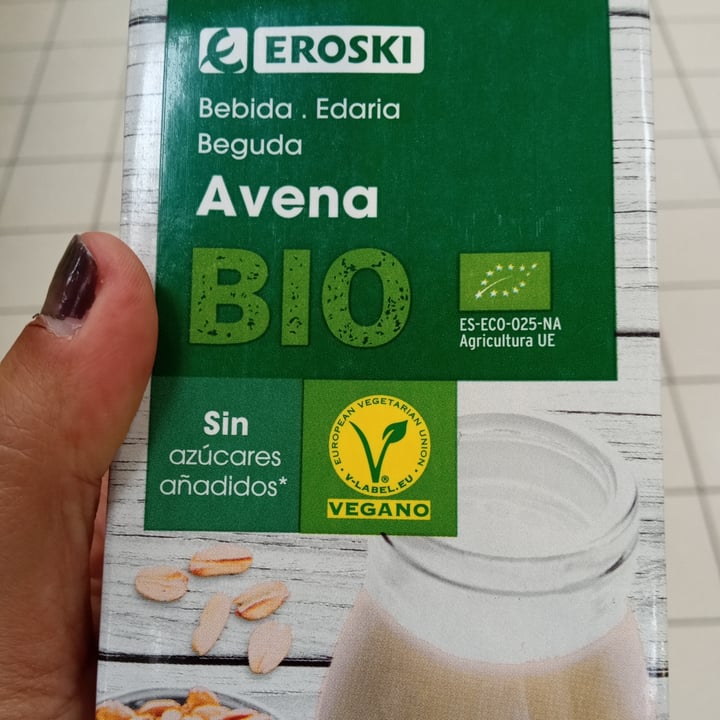 EROSKI
Bebida . Edaria
Beguda
Avena
BIO
ES-ECO-025-NA
Agricultura UE
Sin
azúcares
añadidos*
EUROPEAN VEGETARIAN UNION
V-LABEL.EU
®
VEGANO